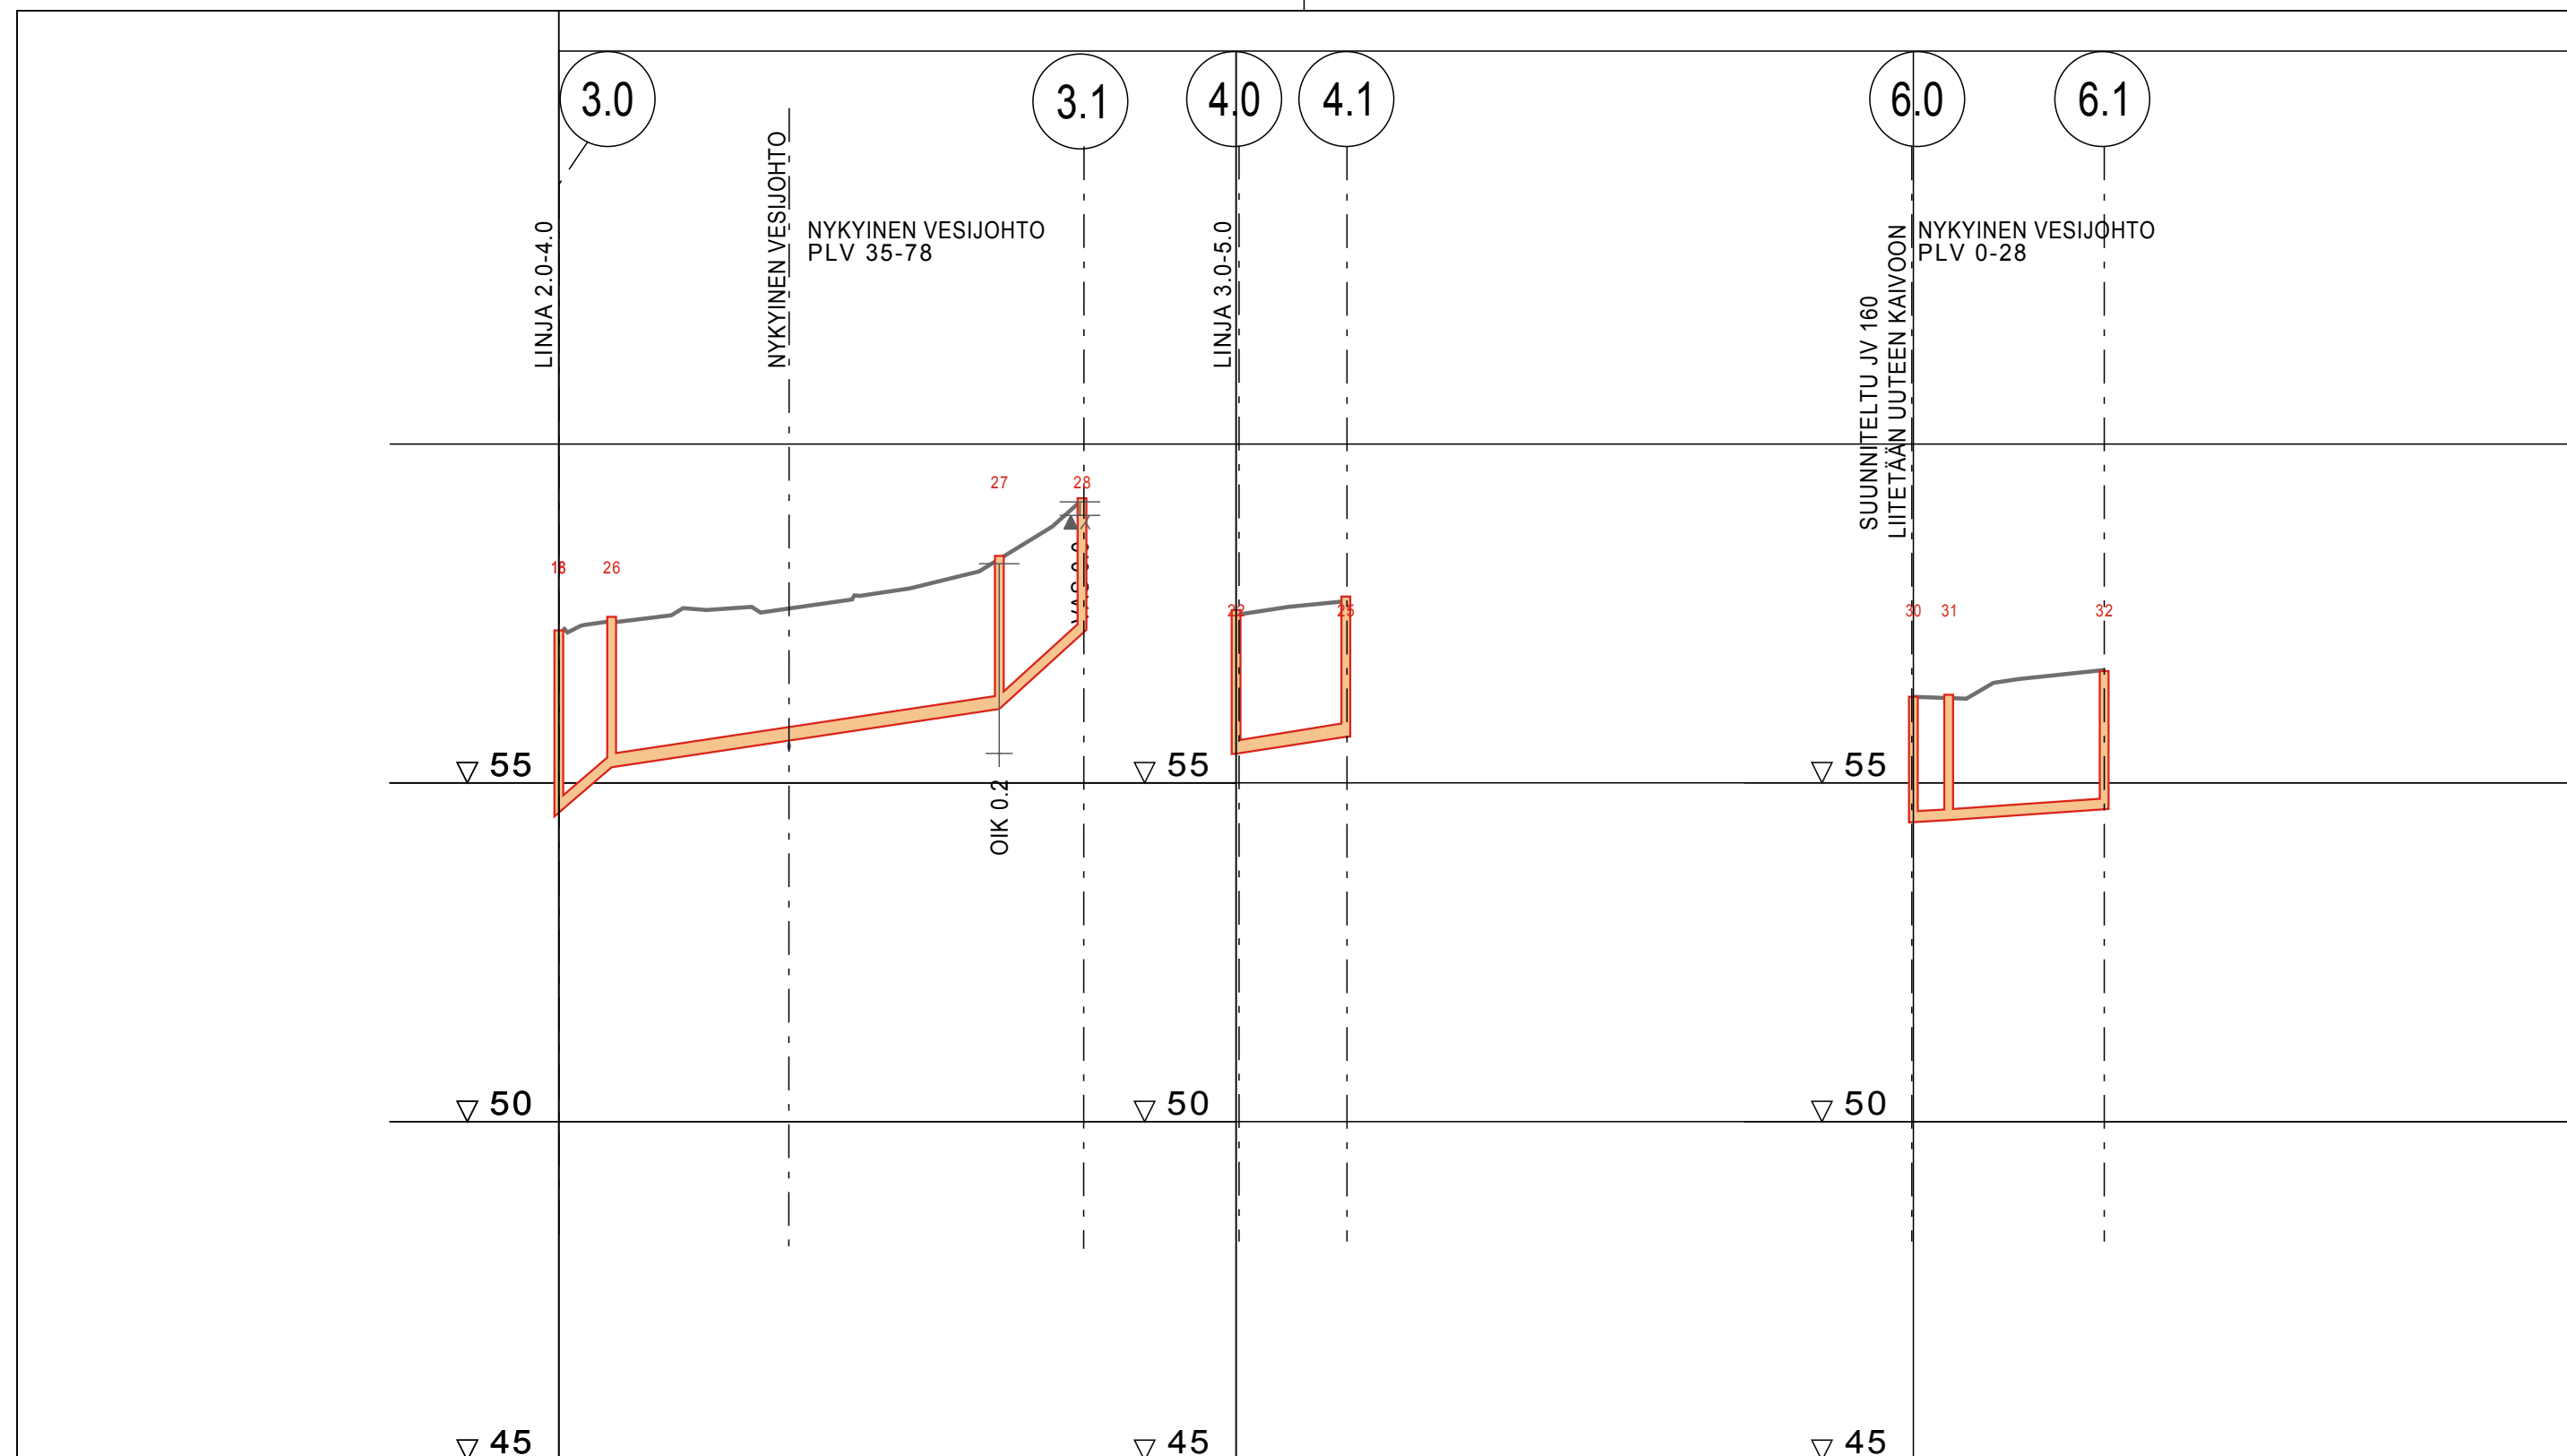 3.0
3.1
4.0
4.1
6.0
6.1
LINJA 2.0-4.0
NYKYINEN VESIJOHTO
NYKYINEN VESIJOHTO
PLV 35-78
LINJA 3.0-5.0
SUUNNITELTU JV 160
LIITETÄÄN UUTEEN KAIVOON
NYKYINEN VESIJOHTO
PLV 0-28
18
26
27
28
25
30
31
32
OIK 0.2
55
55
55
50
50
50
45
45
45